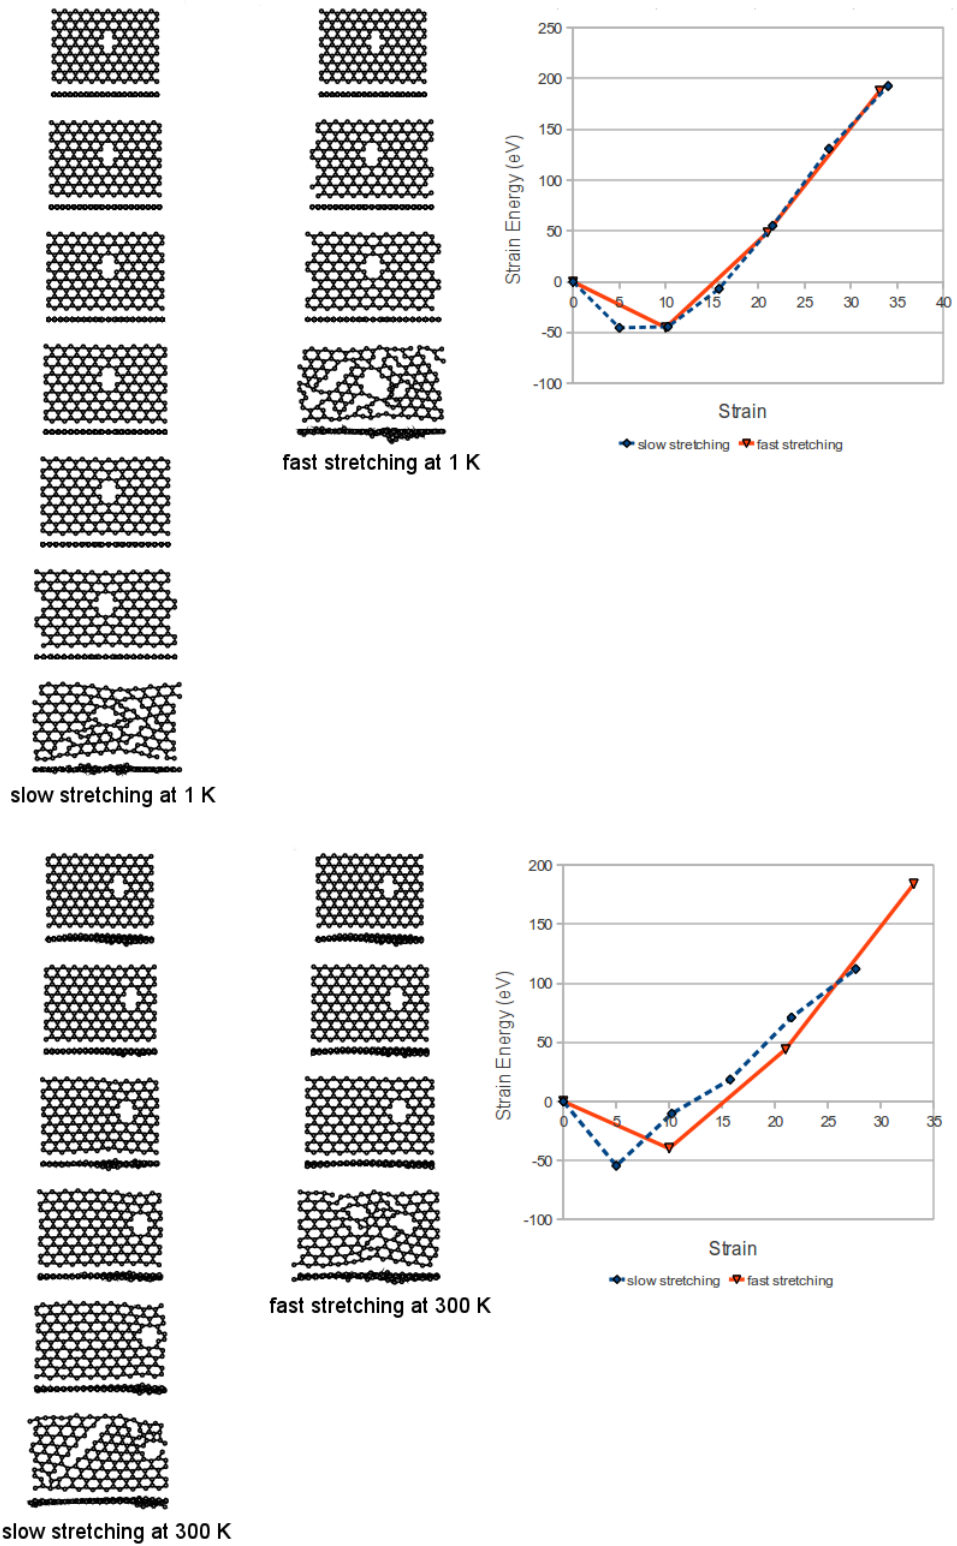 250
200
150
100
50
0
-50
-100
0 5 10 15 20 25 30 35 40
Strain Energy (eV)
Strain
slow stretching fast stretching
fast stretching at 1 K
slow stretching at 1 K
200
150
100
50
0
-50
-100
0 5 10 15 20 25 30 35
Strain Energy (eV)
Strain
slow stretching fast stretching
fast stretching at 300 K
slow stretching at 300 K